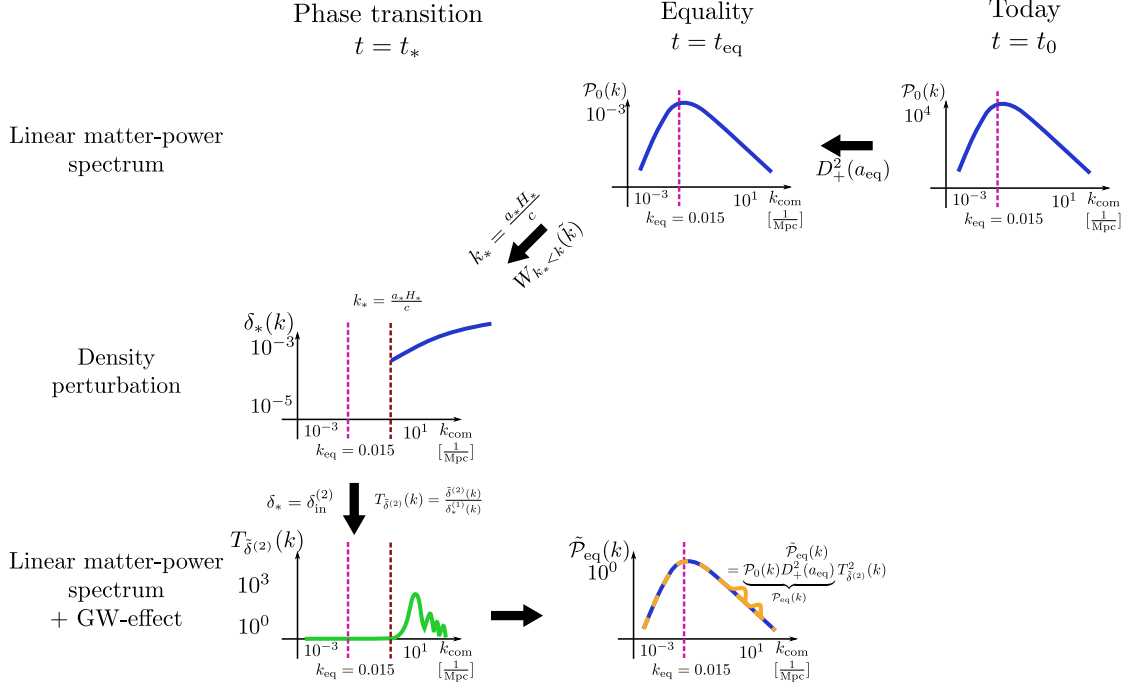 Phase transition
t = t_*
Equality
t = t_eq
Today
t = t_0
Linear matter-power
spectrum
P_0(k)
10^-3
10^-3
10^1
k_com
[1/Mpc]
k_eq = 0.015
D_+^2(a_eq)
P_0(k)
10^4
10^-3
10^1
k_com
[1/Mpc]
k_eq = 0.015
k_* = a_*H_*/c
W_{k_*<k}(k̃)
Density
perturbation
k_* = a_*H_*/c
δ_*(k)
10^-3
10^-5
10^-3
10^1
k_com
[1/Mpc]
k_eq = 0.015
δ_* = δ_in^(2)
T_{δ̃^(2)}(k) = δ̃^(2)(k)/δ_*^(1)(k)
Linear matter-power
spectrum
+ GW-effect
T_{δ̃^(2)}(k)
10^3
10^0
10^-3
10^1
k_com
[1/Mpc]
k_eq = 0.015
P̃_eq(k)
10^0
P̃_eq(k)
= P_0(k)D_+^2(a_eq) T_{δ̃^(2)}^2(k)
P_eq(k)
10^-3
10^1
k_com
[1/Mpc]
k_eq = 0.015